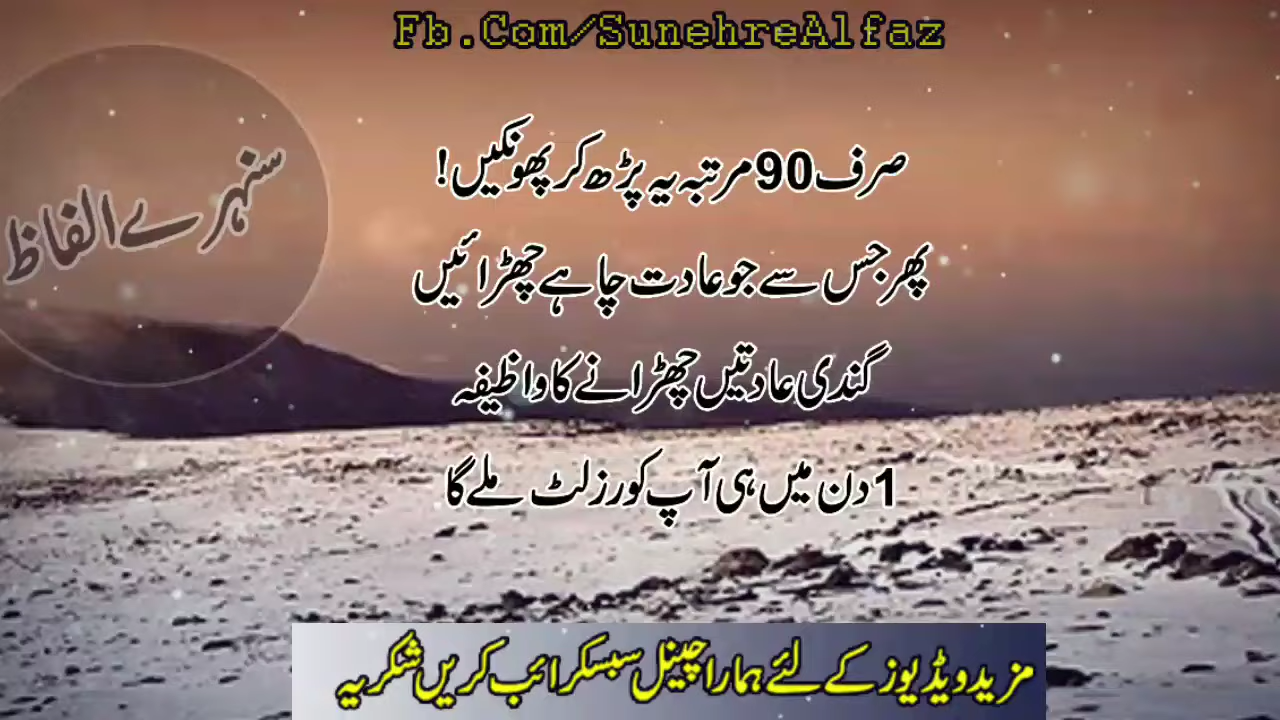 Fb.Com/SunehreAlfaz
سنہرے الفاظ
صرف 90 مرتبہ یہ پڑھ کر پھونکیں!
پھر جس سے جو عادت چاہے چھڑائیں
گندی عادتیں چھڑانے کا واظیفہ
1 دن میں ہی آپ کو رزلٹ ملے گا
مزید ویڈیوز کے لئے ہمارا چینل سبسکرائب کریں شکریہ